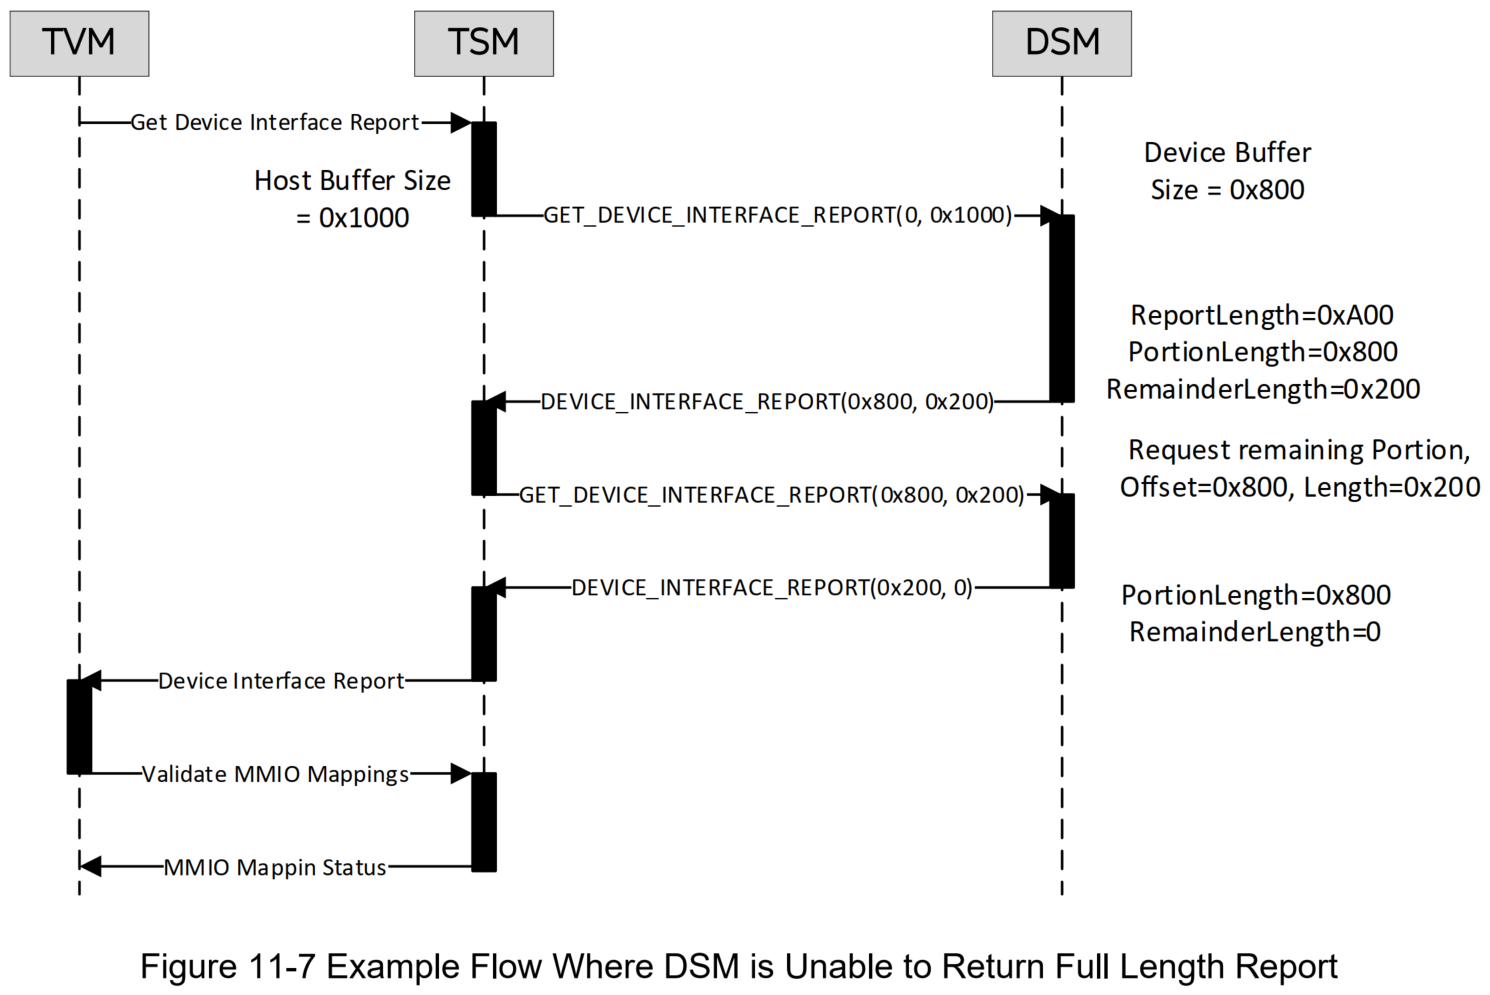 TVM
TSM
DSM
Get Device Interface Report
Host Buffer Size
= 0x1000
Device Buffer
Size = 0x800
GET_DEVICE_INTERFACE_REPORT(0, 0x1000)
ReportLength=0xA00
PortionLength=0x800
RemainderLength=0x200
DEVICE_INTERFACE_REPORT(0x800, 0x200)
Request remaining Portion,
Offset=0x800, Length=0x200
GET_DEVICE_INTERFACE_REPORT(0x800, 0x200)
DEVICE_INTERFACE_REPORT(0x200, 0)
PortionLength=0x800
RemainderLength=0
Device Interface Report
Validate MMIO Mappings
MMIO Mappin Status
Figure 11-7 Example Flow Where DSM is Unable to Return Full Length Report